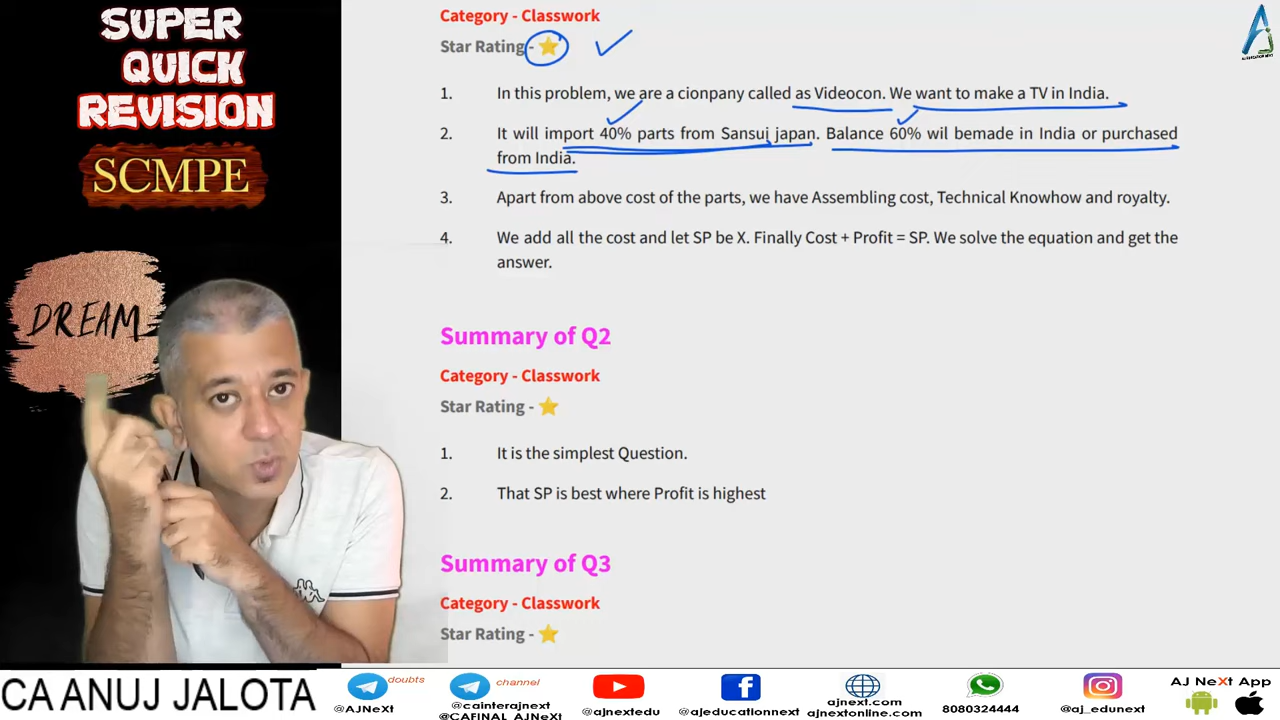 SUPER
QUICK
REVISION
SCMPE
DREAM
Category - Classwork
Star Rating -
1. In this problem, we are a cionpany called as Videocon. We want to make a TV in India.
2. It will import 40% parts from Sansui japan. Balance 60% wil bemade in India or purchased
from India.
3. Apart from above cost of the parts, we have Assembling cost, Technical Knowhow and royalty.
4. We add all the cost and let SP be X. Finally Cost + Profit = SP. We solve the equation and get the
answer.
Summary of Q2
Category - Classwork
Star Rating -
1. It is the simplest Question.
2. That SP is best where Profit is highest
Summary of Q3
Category - Classwork
Star Rating -
CA ANUJ JALOTA
doubts
@AJNeXt
channel
@cainterajnext
@CAFINAL_AJNeXt
@ajnextedu
@ajeducationnext
ajnext.com
ajnextonline.com
8080324444
@aj_edunext
AJ NeXt App